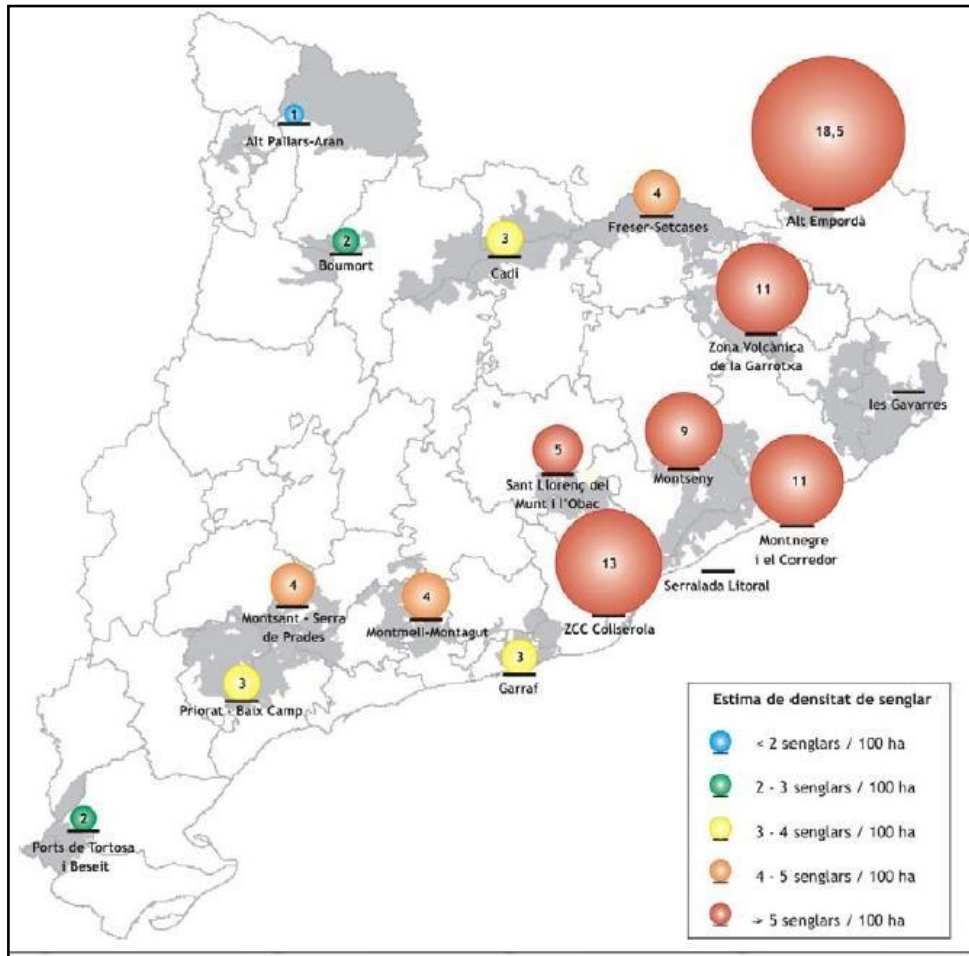 1
Alt Pallars-Aran
18,5
Alt Empordà
4
Freser-Setcases
2
Boumort
3
Cadí
11
Zona Volcànica
de la Garrotxa
les Gavarres
9
Montseny
5
Sant Llorenç del
Munt i l'Obac
11
Montnegre
i el Corredor
13
ZCC Collserola
Serralada Litoral
4
Montsant - Serra
de Prades
4
Montmell-Montagut
3
Garraf
3
Priorat - Baix Camp
2
Ports de Tortosa
i Beseit
Estima de densitat de senglar
< 2 senglars / 100 ha
2 - 3 senglars / 100 ha
3 - 4 senglars / 100 ha
4 - 5 senglars / 100 ha
> 5 senglars / 100 ha